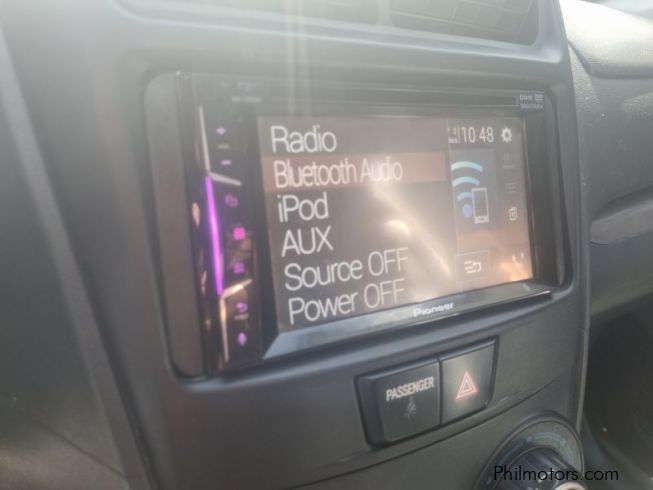 Radio
Bluetooth Audio
iPod
AUX
Source OFF
Power OFF
10 48
Pioneer
PASSENGER
PhilMotors.com